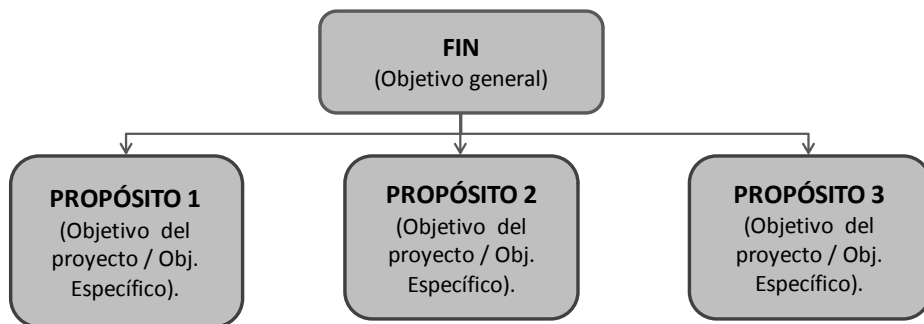 FIN
(Objetivo general)
PROPÓSITO 1
(Objetivo del
proyecto / Obj.
Específico).
PROPÓSITO 2
(Objetivo del
proyecto / Obj.
Específico).
PROPÓSITO 3
(Objetivo del
proyecto / Obj.
Específico).